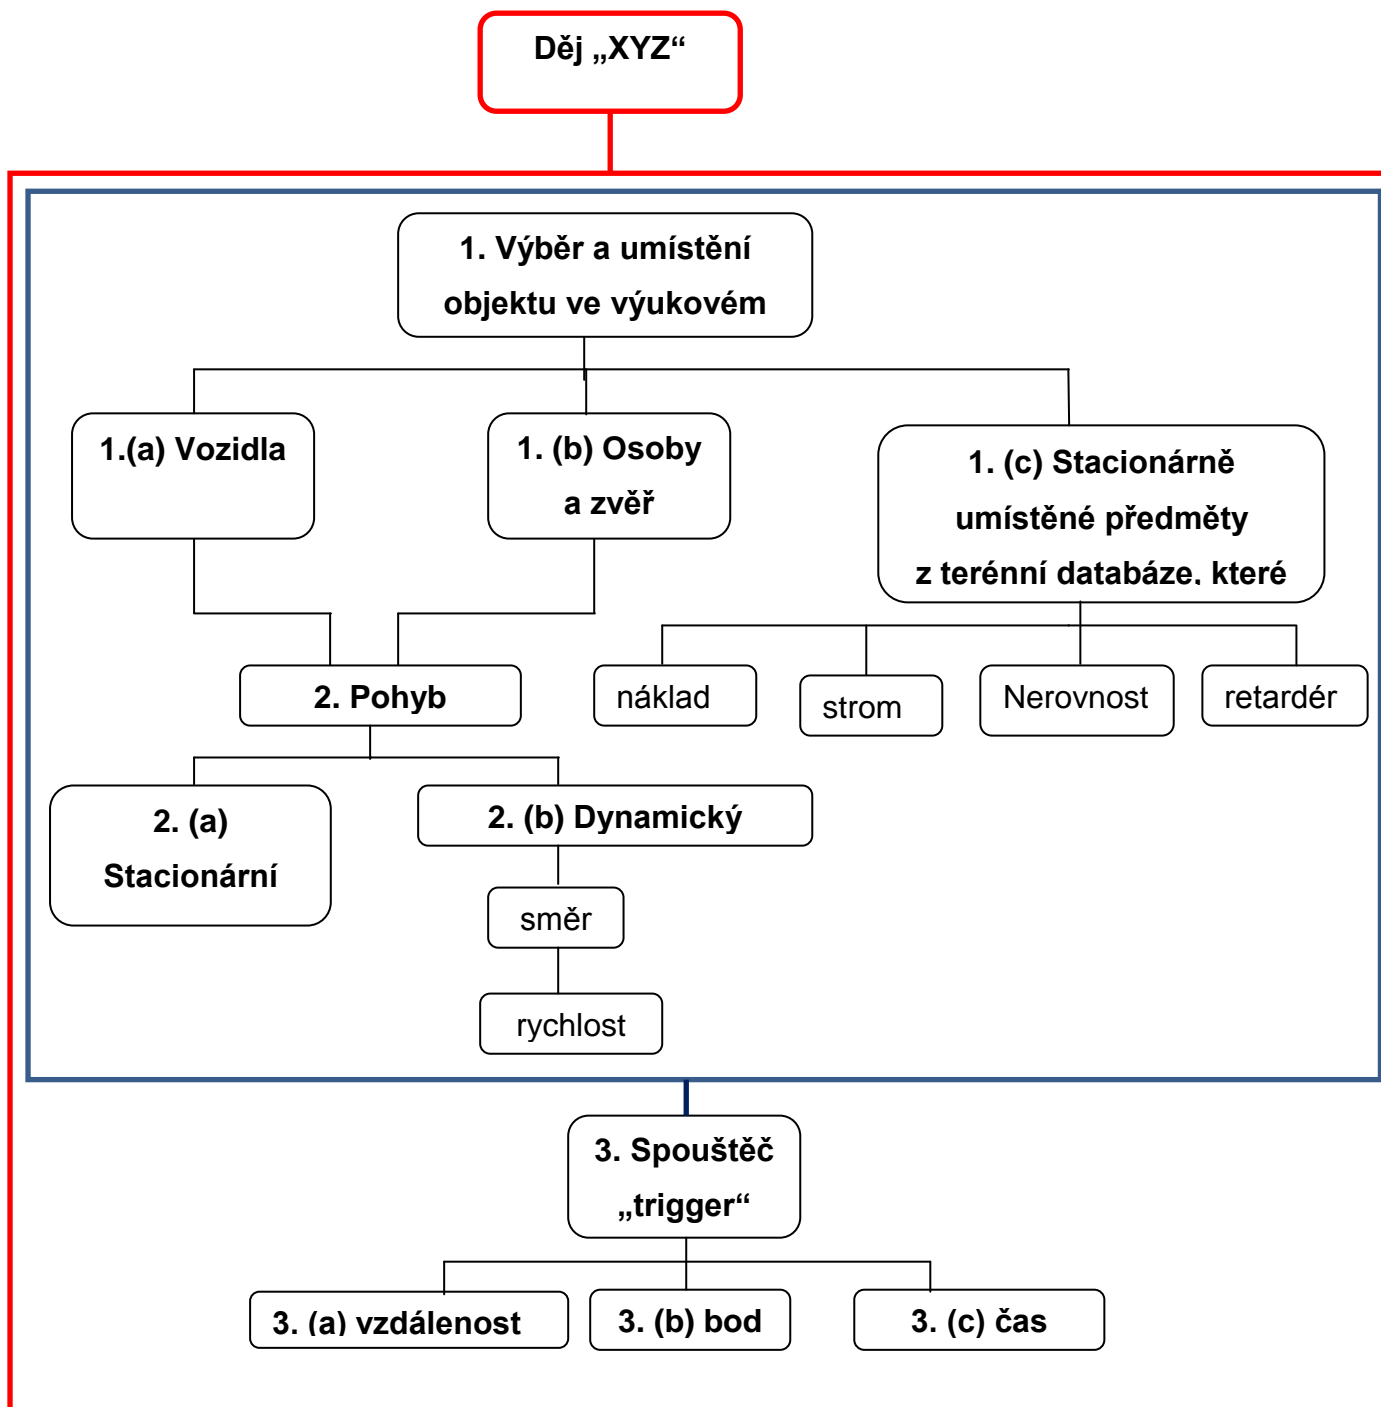 Děj „XYZ“
1. Výběr a umístění
objektu ve výukovém
1.(a) Vozidla
1. (b) Osoby
a zvěř
1. (c) Stacionárně
umístěné předměty
z terénní databáze, které
náklad
strom
Nerovnost
retardér
2. Pohyb
2. (a)
Stacionární
2. (b) Dynamický
směr
rychlost
3. Spouštěč
„trigger“
3. (a) vzdálenost
3. (b) bod
3. (c) čas